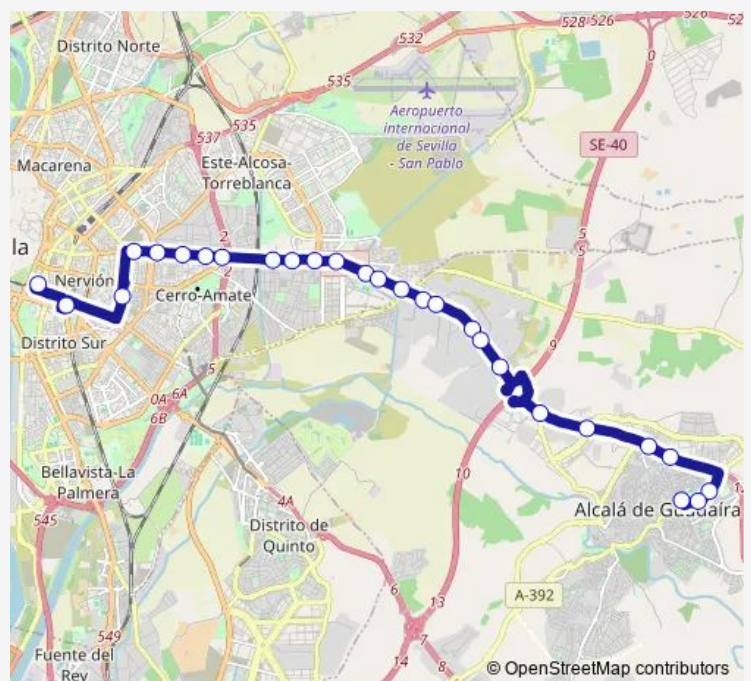 528 526
526
Distrito Norte
532
0
535
Aeropuerto
internacional
de Sevilla
- San Pablo
537
535
SE-40
Macarena
Este-Alcosa-
Torreblanca
5
5
la
2
2
Nervión
Cerro-Amate
Distrito Sur
9
5
0A-6A
6B
10
Bellavista-La
Palmera
4A
Alcalá de Guadaíra
545
Distrito de
Quinto
6
13
A-392
7
549
14
8
Fuente del
Rey
© OpenStreetMap contributors